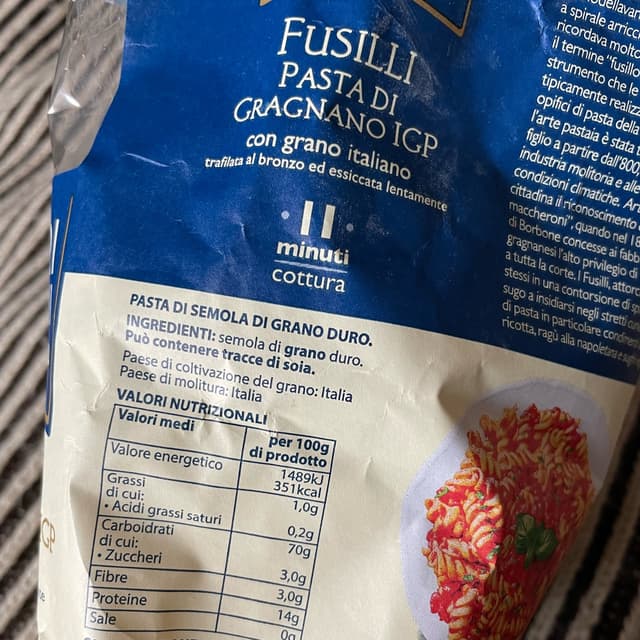 FUSILLI
PASTA DI
GRAGNANO IGP
con grano italiano
trafilata al bronzo ed essiccata lentamente
11
minuti
cottura
a spirale arricc
ricordava molto
il termine "fusillo
strumento che le
tipicamente realiz
opifici di pasta dell
l'arte pastaia è stata t
figlio a partire dall'800,
industria molitoria e alle
condizioni climatiche. A
cittadina il riconoscimento
maccheroni", quando nel
di Borbone concesse ai fabb
gragnanesi l'alto privilegio di
a tutta la corte. I Fusilli, attor
stessi in una contorsione di sp
sugo a insidiarsi negli stretti
di pasta in particolare condim
ricotta, ragù alla napoletana e
PASTA DI SEMOLA DI GRANO DURO.
INGREDIENTI: semola di grano duro.
Può contenere tracce di soia.
Paese di coltivazione del grano: Italia
Paese di molitura: Italia
VALORI NUTRIZIONALI
Valori medi per 100g di prodotto
Valore energetico 1489kJ
351kcal
Grassi 1,0g
di cui:
• Acidi grassi saturi 0,2g
Carboidrati 70g
di cui:
• Zuccheri 3,0g
Fibre 3,0g
Proteine 14g
Sale 0g